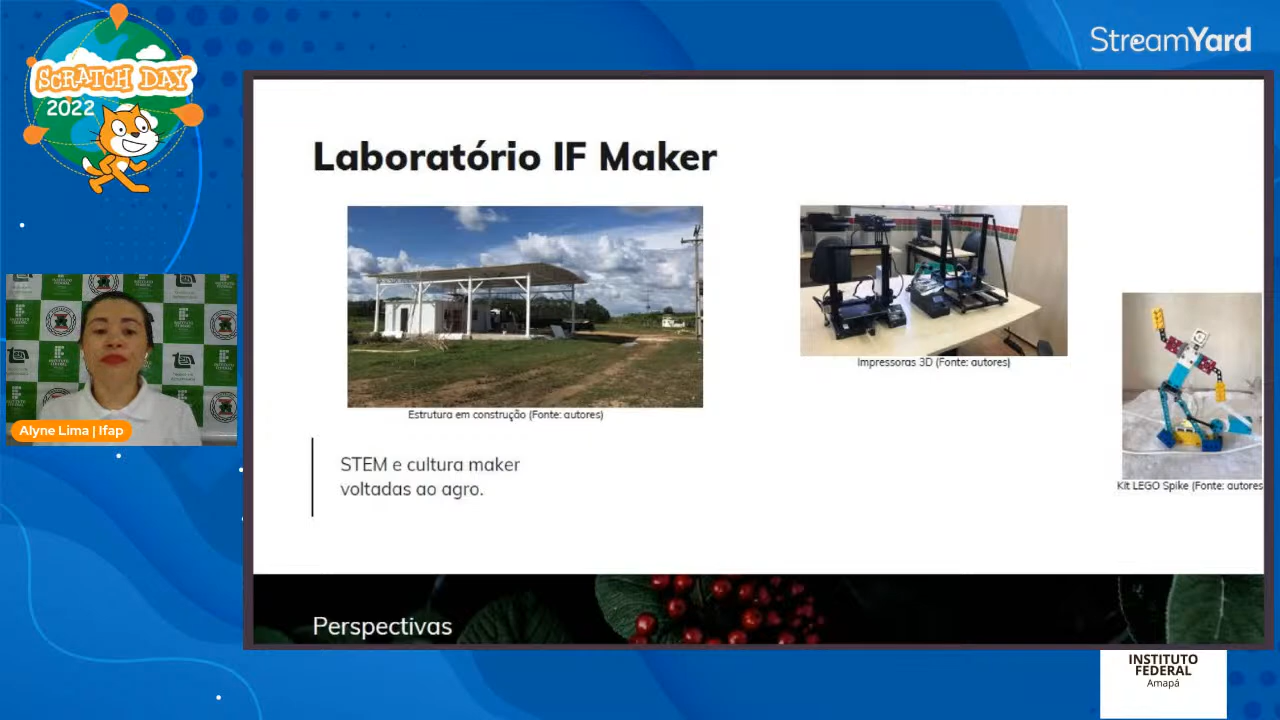 StreamYard
SCRATCH DAY
2022
Laboratório IF Maker
Estrutura em construção (Fonte: autores)
Impressoras 3D (Fonte: autores)
Kit LEGO Spike (Fonte: autores
STEM e cultura maker
voltadas ao agro.
Perspectivas
Alyne Lima | Ifap
INSTITUTO
FEDERAL
Amapá